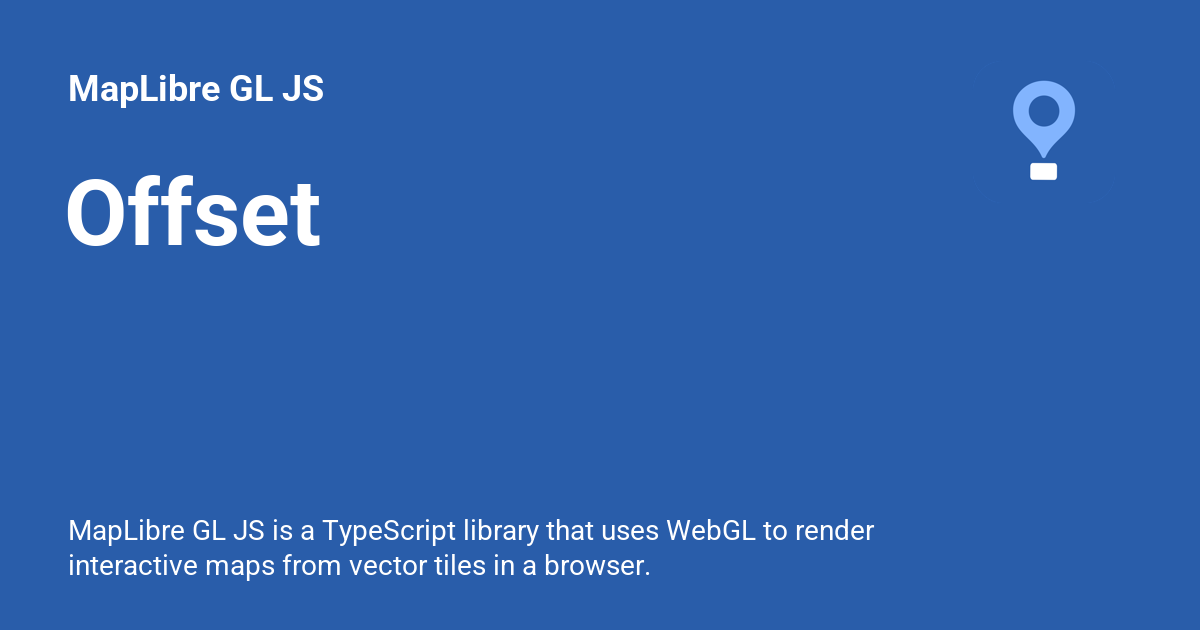 MapLibre GL JS
Offset
MapLibre GL JS is a TypeScript library that uses WebGL to render
interactive maps from vector tiles in a browser.